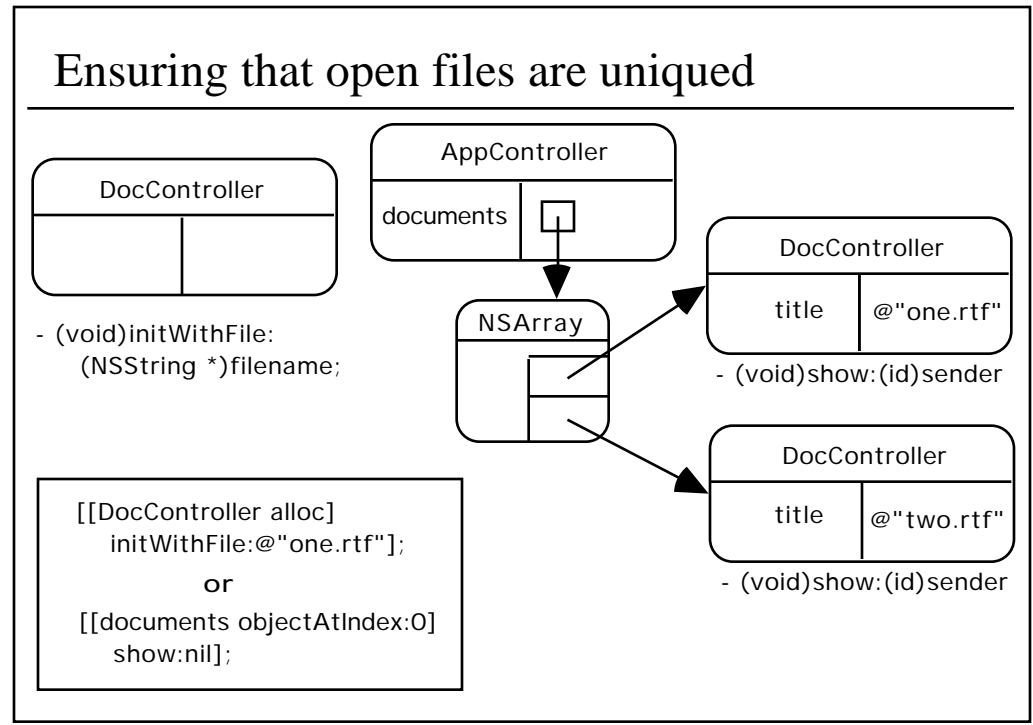 Ensuring that open files are uniqued
DocController
- (void)initWithFile:
(NSString *)filename;
AppController
documents
NSArray
DocController
title @"one.rtf"
- (void)show:(id)sender
DocController
title @"two.rtf"
- (void)show:(id)sender
[[DocController alloc]
initWithFile:@"one.rtf"];
or
[[documents objectAtIndex:0]
show:nil];